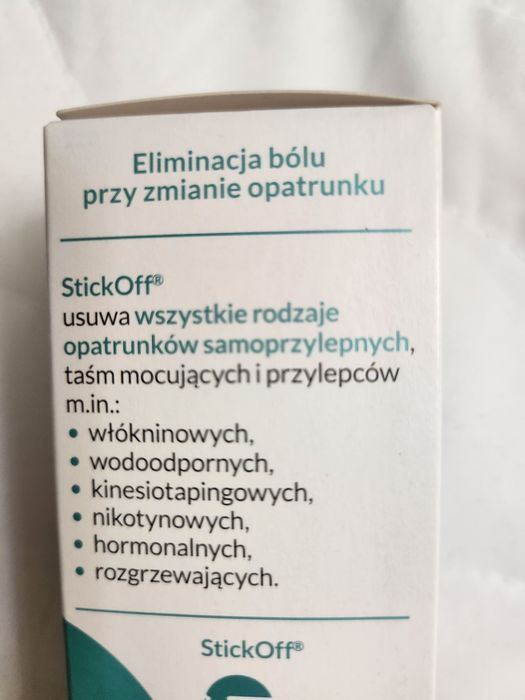 Eliminacja bólu
przy zmianie opatrunku
StickOff®
usuwa wszystkie rodzaje
opatrunków samoprzylepnych,
taśm mocujących i przylepców
m.in.:
• włókninowych,
• wodoodpornych,
• kinesiotapingowych,
• nikotynowych,
• hormonalnych,
• rozgrzewających.
StickOff®